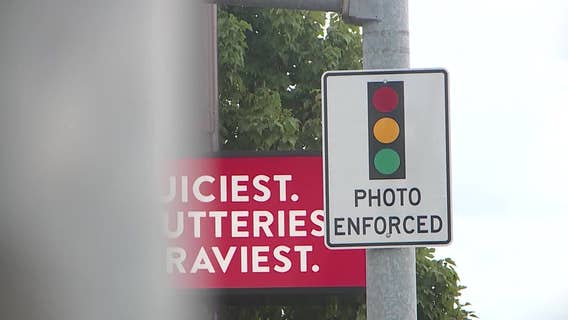 UICIEST.
UTTERIES
RAVIEST.
PHOTO
ENFORCED